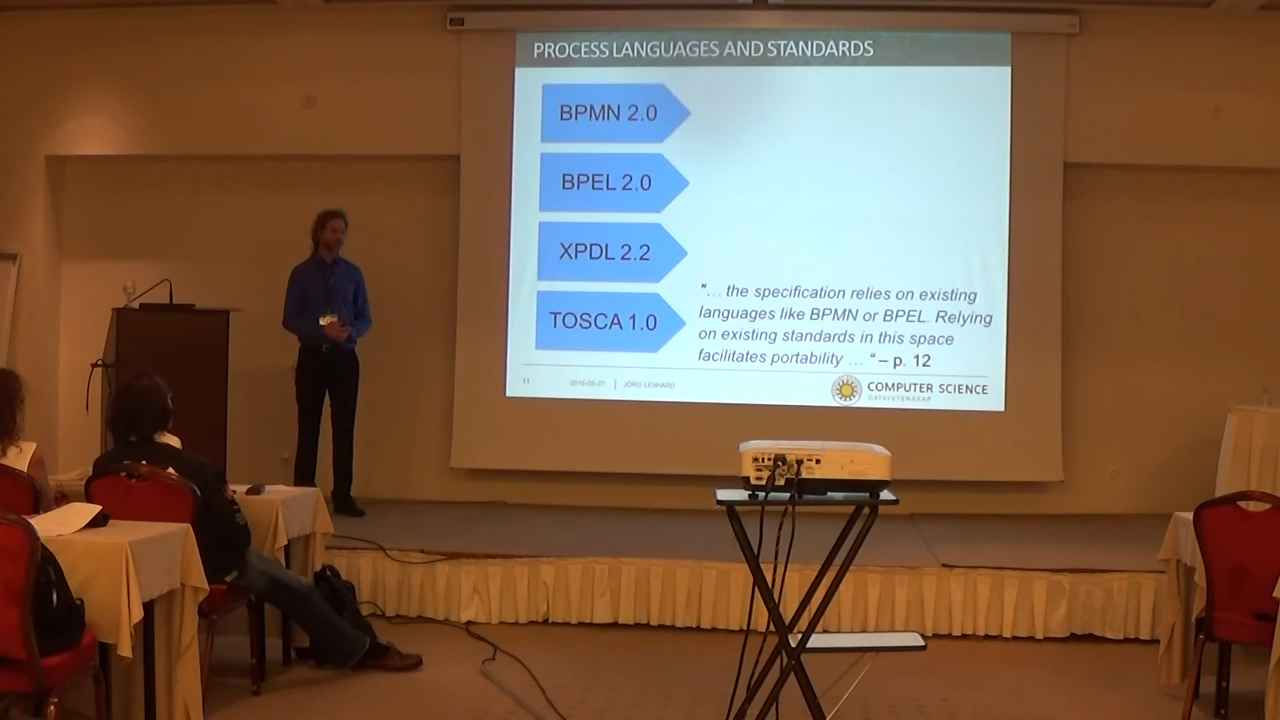 PROCESS LANGUAGES AND STANDARDS
BPMN 2.0
BPEL 2.0
XPDL 2.2
TOSCA 1.0
"... the specification relies on existing
languages like BPMN or BPEL. Relying
on existing standards in this space
facilitates portability ... " – p. 12
11
JÖRG LENHARD
COMPUTER SCIENCE
DATAVETENSKAP